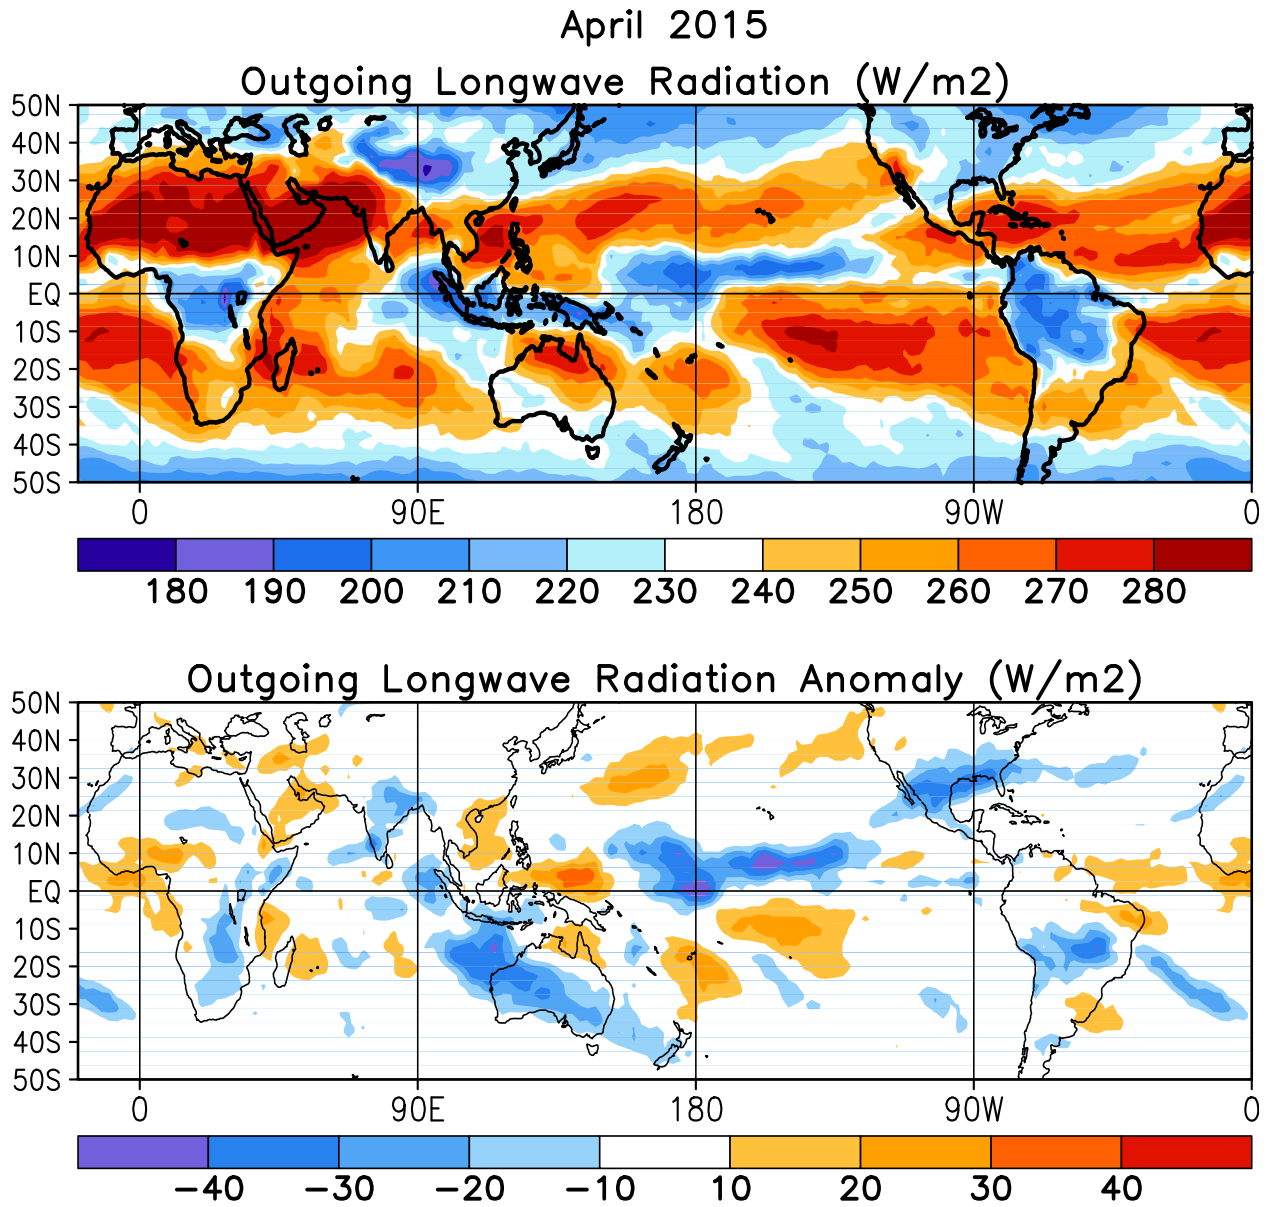 April 2015
Outgoing Longwave Radiation (W/m2)
50N
40N
30N
20N
10N
EQ
10S
20S
30S
40S
50S
0 90E 180 90W 0
180 190 200 210 220 230 240 250 260 270 280
Outgoing Longwave Radiation Anomaly (W/m2)
50N
40N
30N
20N
10N
EQ
10S
20S
30S
40S
50S
0 90E 180 90W 0
−40 −30 −20 −10 10 20 30 40